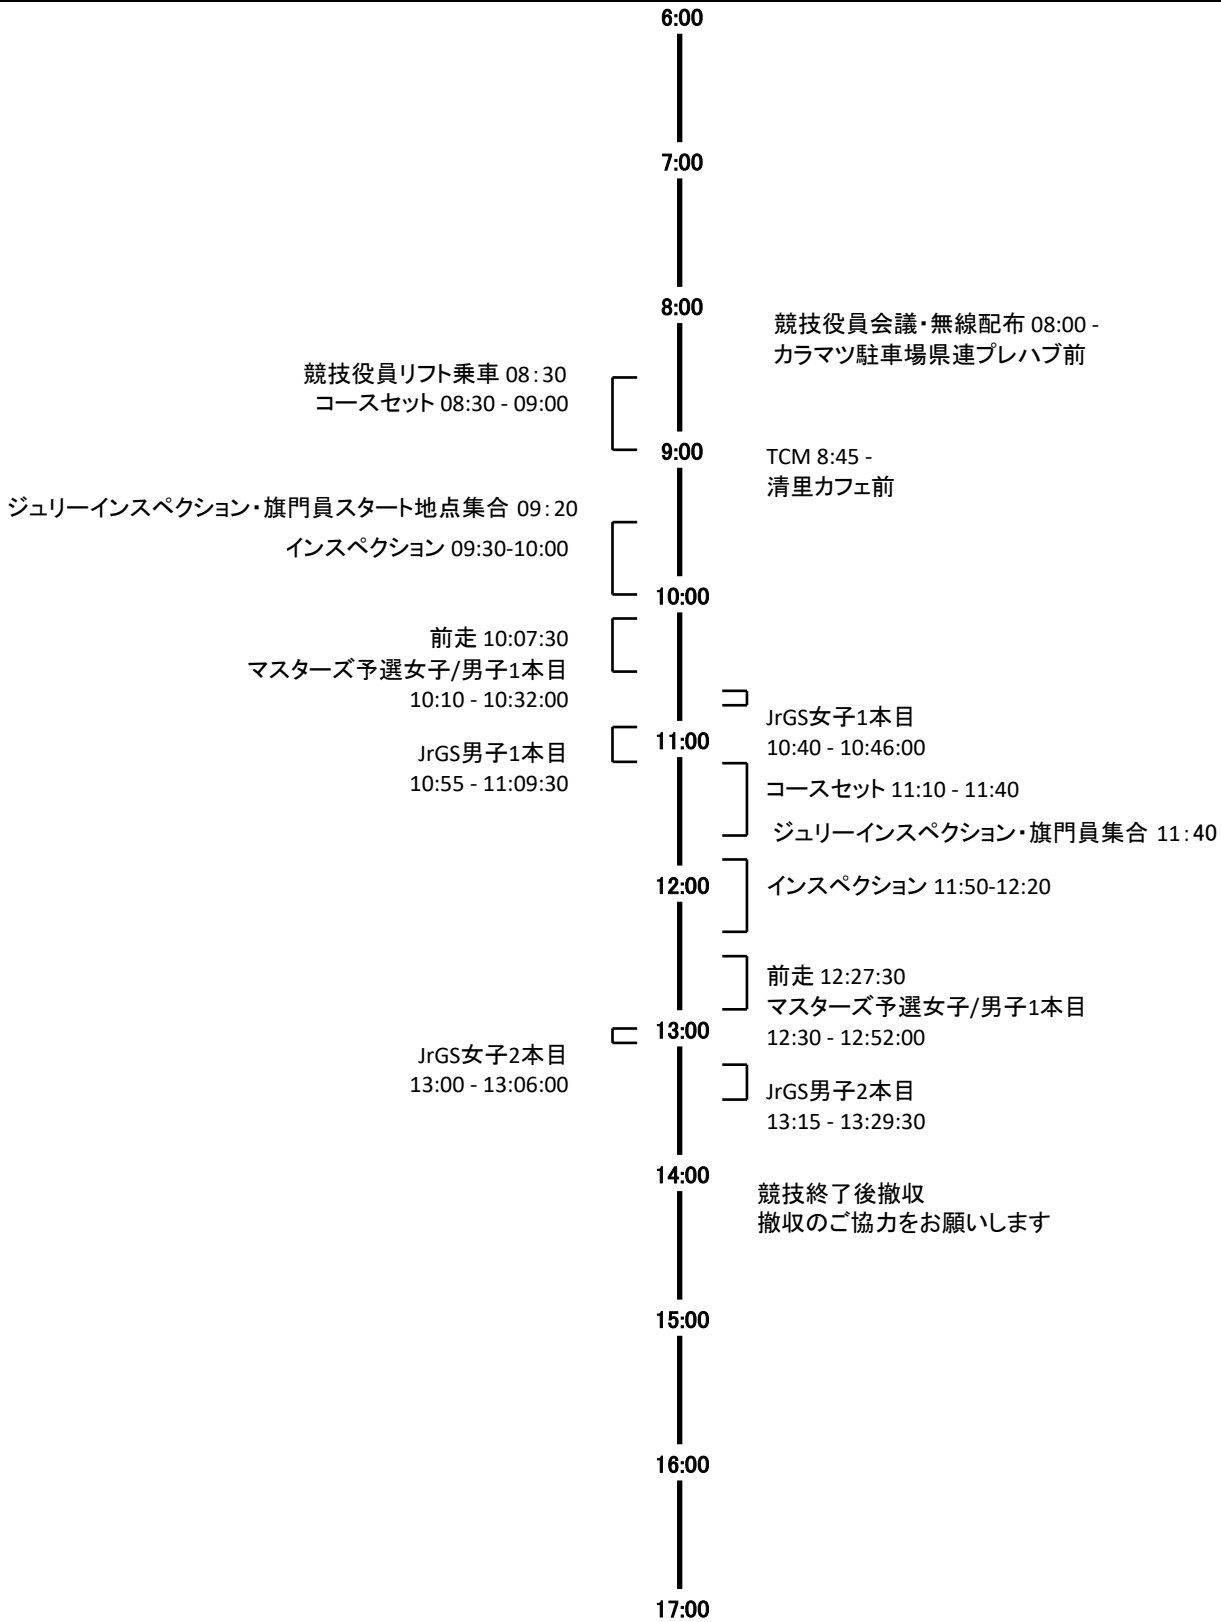 6:00
7:00
8:00
競技役員会議・無線配布 08:00 -
カラマツ駐車場県連プレハブ前
競技役員リフト乗車 08:30
コースセット 08:30 - 09:00
9:00
TCM 8:45 -
清里カフェ前
ジュリーインスペクション・旗門員スタート地点集合 09:20
インスペクション 09:30-10:00
10:00
前走 10:07:30
マスターズ予選女子/男子1本目
10:10 - 10:32:00
JrGS女子1本目
10:40 - 10:46:00
11:00
JrGS男子1本目
10:55 - 11:09:30
コースセット 11:10 - 11:40
ジュリーインスペクション・旗門員集合 11:40
12:00
インスペクション 11:50-12:20
前走 12:27:30
マスターズ予選女子/男子1本目
12:30 - 12:52:00
13:00
JrGS女子2本目
13:00 - 13:06:00
JrGS男子2本目
13:15 - 13:29:30
14:00
競技終了後撤収
撤収のご協力をお願いします
15:00
16:00
17:00